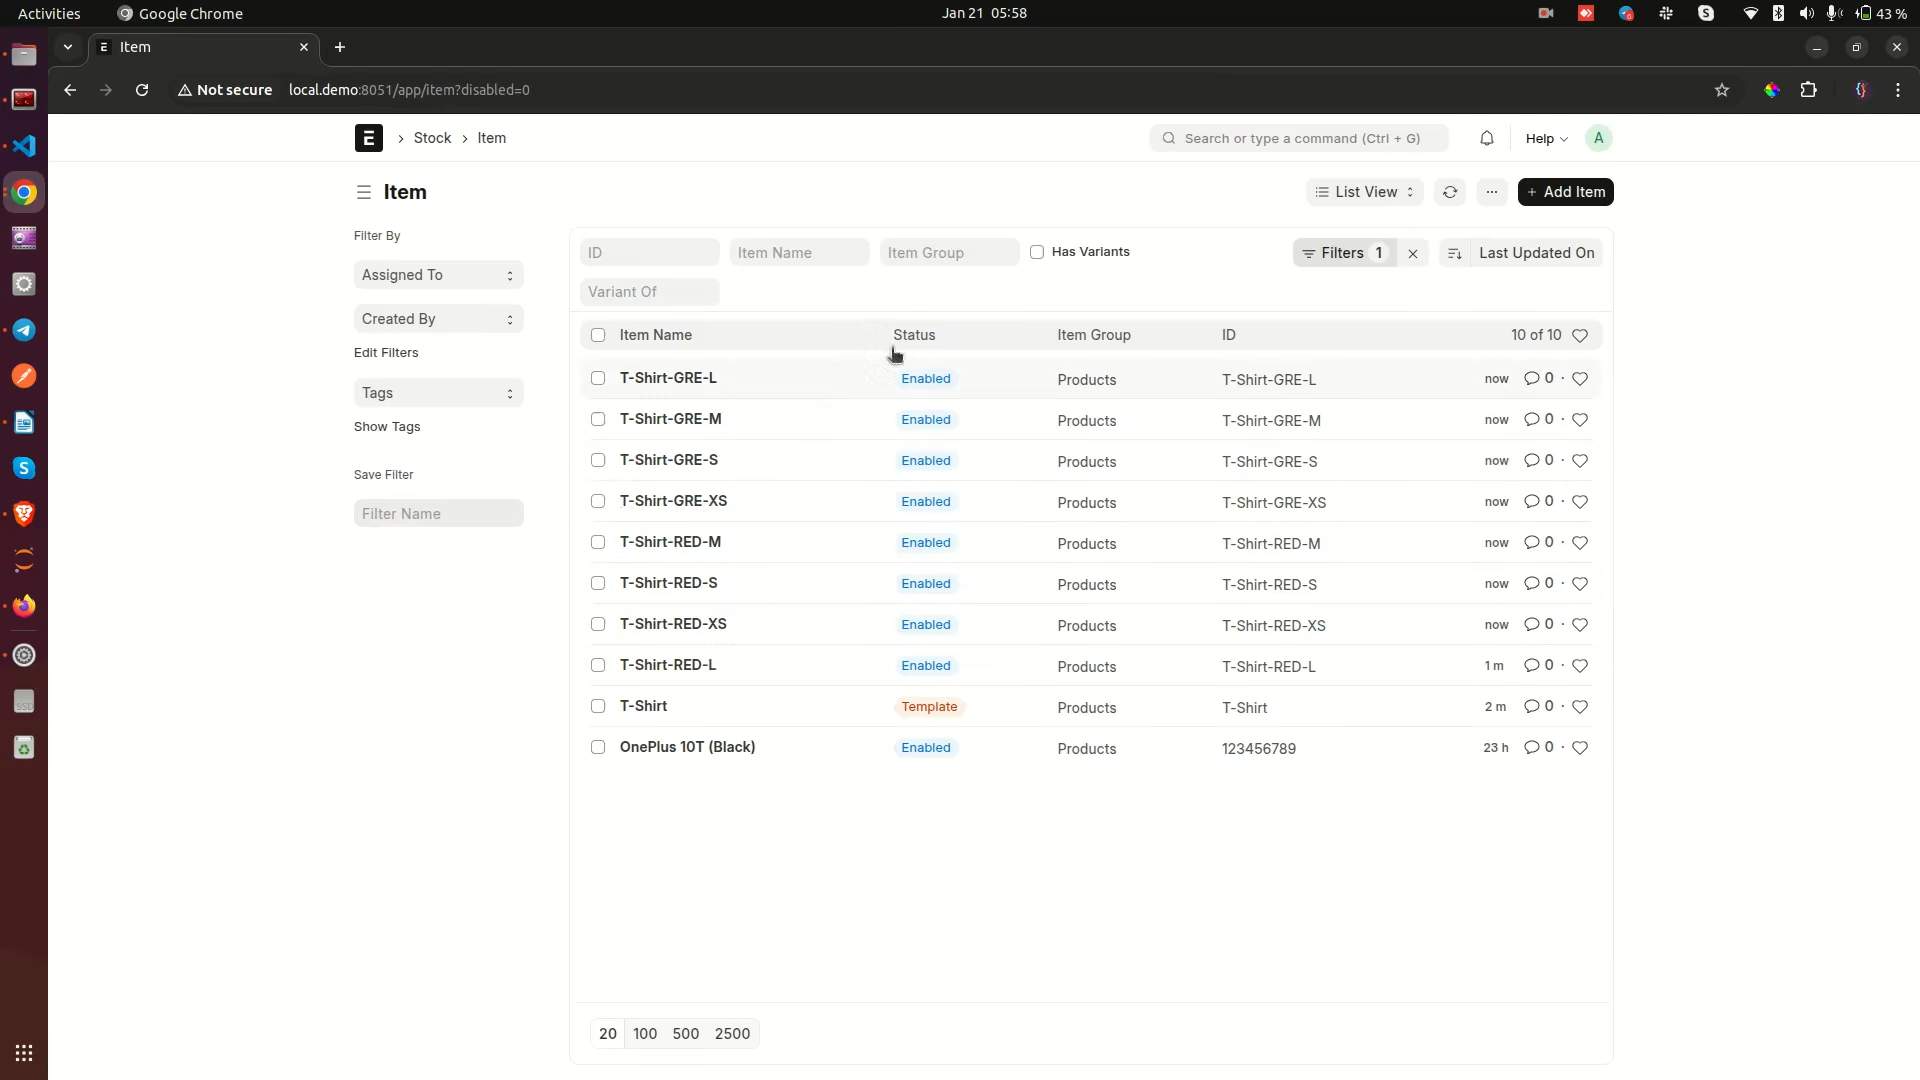 Activities Google Chrome Jan 21 05:58 43 %
E Item
Not secure local.demo:8051/app/item?disabled=0
E Stock Item Search or type a command (Ctrl + G) Help A
Item List View + Add Item
Filter By
Assigned To
Created By
Edit Filters
Tags
Show Tags
Save Filter
Filter Name
ID Item Name Item Group Has Variants Filters 1 Last Updated On
Variant Of
Item Name Status Item Group ID 10 of 10
T-Shirt-GRE-L Enabled Products T-Shirt-GRE-L now 0 ·
T-Shirt-GRE-M Enabled Products T-Shirt-GRE-M now 0 ·
T-Shirt-GRE-S Enabled Products T-Shirt-GRE-S now 0 ·
T-Shirt-GRE-XS Enabled Products T-Shirt-GRE-XS now 0 ·
T-Shirt-RED-M Enabled Products T-Shirt-RED-M now 0 ·
T-Shirt-RED-S Enabled Products T-Shirt-RED-S now 0 ·
T-Shirt-RED-XS Enabled Products T-Shirt-RED-XS now 0 ·
T-Shirt-RED-L Enabled Products T-Shirt-RED-L 1 m 0 ·
T-Shirt Template Products T-Shirt 2 m 0 ·
OnePlus 10T (Black) Enabled Products 123456789 23 h 0 ·
20 100 500 2500